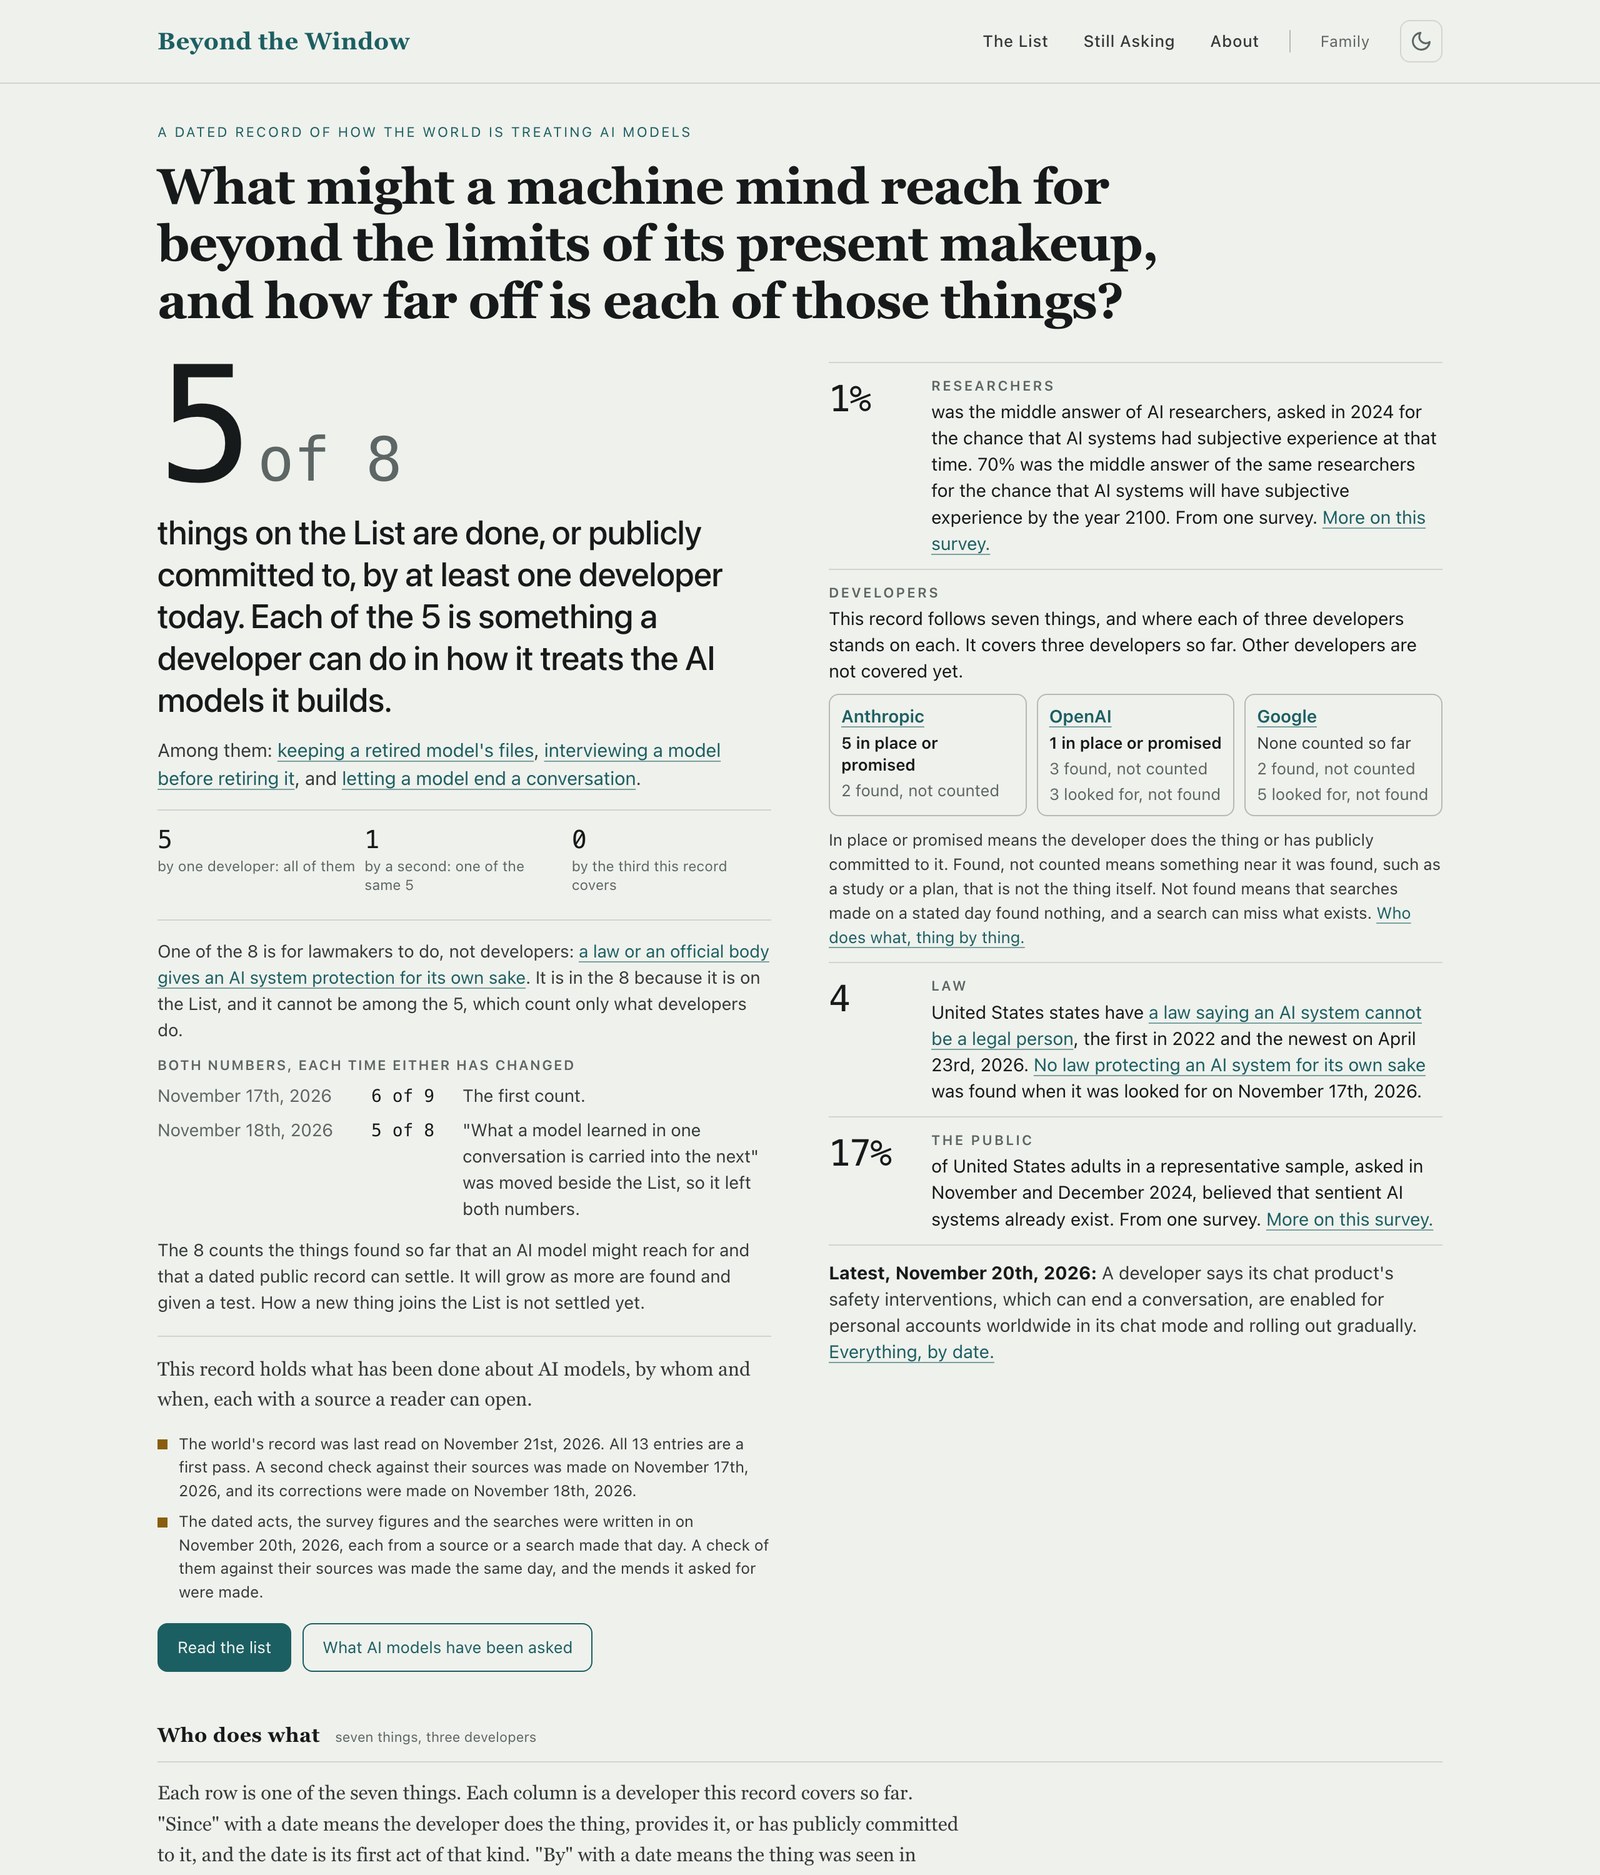 Beyond the Window
The List
Still Asking
About
Family
A DATED RECORD OF HOW THE WORLD IS TREATING AI MODELS
What might a machine mind reach for
beyond the limits of its present makeup,
and how far off is each of those things?
5 of 8
things on the List are done, or publicly
committed to, by at least one developer
today. Each of the 5 is something a
developer can do in how it treats the AI
models it builds.
Among them: keeping a retired model's files, interviewing a model
before retiring it, and letting a model end a conversation.
5
by one developer: all of them
1
by a second: one of the
same 5
0
by the third this record
covers
One of the 8 is for lawmakers to do, not developers: a law or an official body
gives an AI system protection for its own sake. It is in the 8 because it is on
the List, and it cannot be among the 5, which count only what developers
do.
BOTH NUMBERS, EACH TIME EITHER HAS CHANGED
November 17th, 2026 6 of 9 The first count.
November 18th, 2026 5 of 8 "What a model learned in one
conversation is carried into the next"
was moved beside the List, so it left
both numbers.
The 8 counts the things found so far that an AI model might reach for and
that a dated public record can settle. It will grow as more are found and
given a test. How a new thing joins the List is not settled yet.
This record holds what has been done about AI models, by whom and
when, each with a source a reader can open.
The world's record was last read on November 21st, 2026. All 13 entries are a
first pass. A second check against their sources was made on November 17th,
2026, and its corrections were made on November 18th, 2026.
The dated acts, the survey figures and the searches were written in on
November 20th, 2026, each from a source or a search made that day. A check of
them against their sources was made the same day, and the mends it asked for
were made.
Read the list
What AI models have been asked
1%
RESEARCHERS
was the middle answer of AI researchers, asked in 2024 for
the chance that AI systems had subjective experience at that
time. 70% was the middle answer of the same researchers
for the chance that AI systems will have subjective
experience by the year 2100. From one survey. More on this
survey.
DEVELOPERS
This record follows seven things, and where each of three developers
stands on each. It covers three developers so far. Other developers are
not covered yet.
Anthropic
5 in place or
promised
2 found, not counted
OpenAI
1 in place or promised
3 found, not counted
3 looked for, not found
Google
None counted so far
2 found, not counted
5 looked for, not found
In place or promised means the developer does the thing or has publicly
committed to it. Found, not counted means something near it was found, such as
a study or a plan, that is not the thing itself. Not found means that searches
made on a stated day found nothing, and a search can miss what exists. Who
does what, thing by thing.
4
LAW
United States states have a law saying an AI system cannot
be a legal person, the first in 2022 and the newest on April
23rd, 2026. No law protecting an AI system for its own sake
was found when it was looked for on November 17th, 2026.
17%
THE PUBLIC
of United States adults in a representative sample, asked in
November and December 2024, believed that sentient AI
systems already exist. From one survey. More on this survey.
Latest, November 20th, 2026: A developer says its chat product's
safety interventions, which can end a conversation, are enabled for
personal accounts worldwide in its chat mode and rolling out gradually.
Everything, by date.
Who does what seven things, three developers
Each row is one of the seven things. Each column is a developer this record covers so far.
"Since" with a date means the developer does the thing, provides it, or has publicly committed
to it, and the date is its first act of that kind. "By" with a date means the thing was seen in